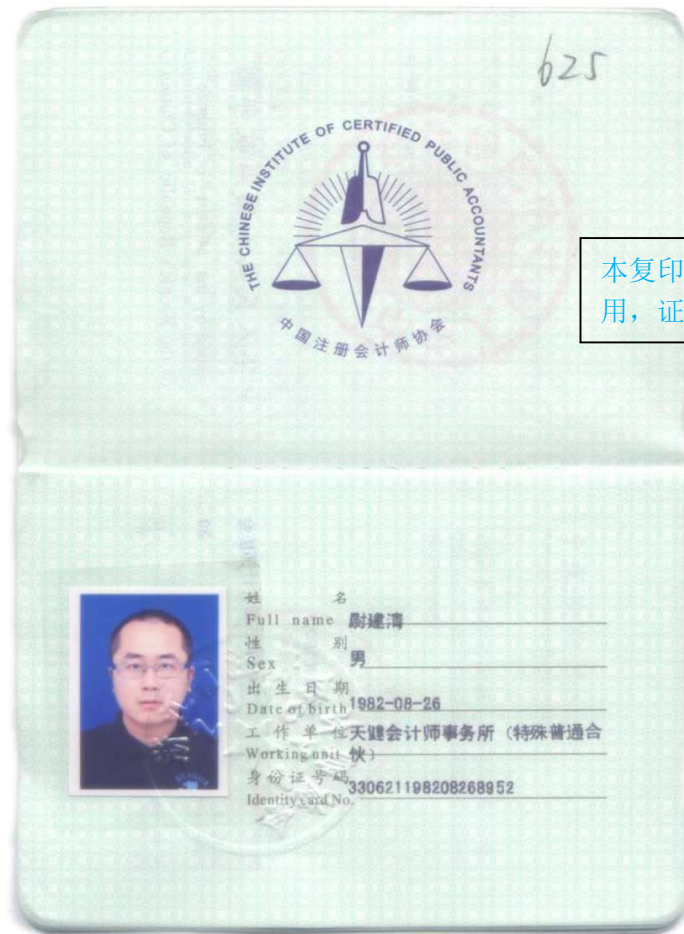 625
THE CHINESE INSTITUTE OF CERTIFIED PUBLIC ACCOUNTANTS
中国注册会计师协会
本复印
用，证
姓 名
Full name 尉建清
性 别
Sex 男
出生日期
Date of birth 1982-08-26
工作单位 天健会计师事务所（特殊普通合
Working unit 伙）
身份证号码
Identity card No. 330621198208268952